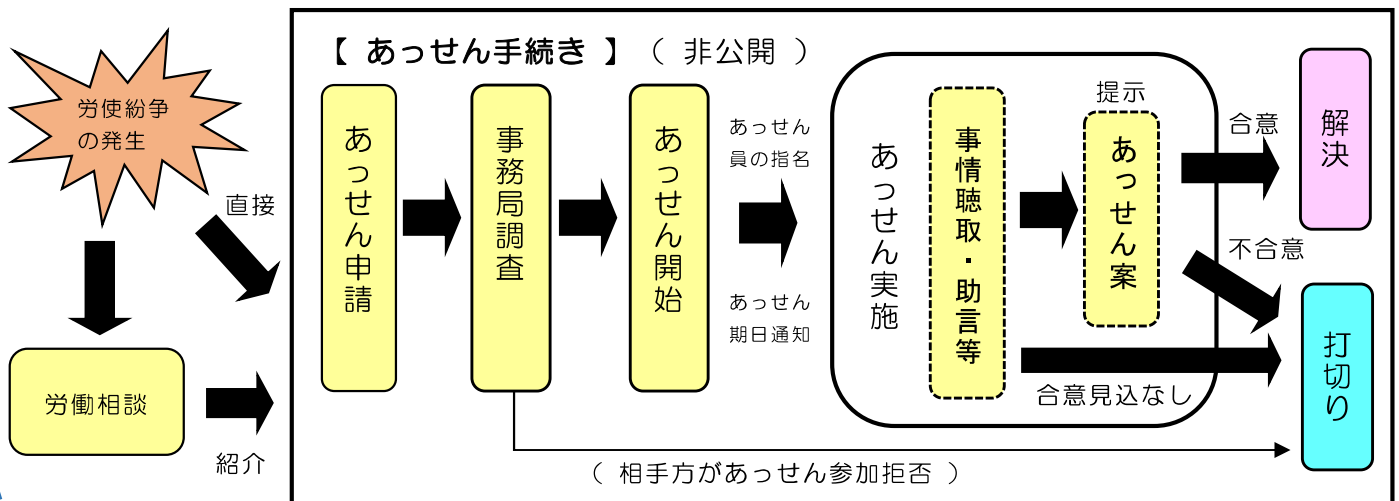 労使紛争
の発生
直接
労働相談
紹介
【 あっせん手続き 】（ 非公開 ）
あっせん申請
事務局調査
あっせん開始
あっせん
員の指名
あっせん
期日通知
あっせん実施
事情聴取・助言等
提示
あっせん案
合意
解決
不合意
合意見込なし
打切り
（ 相手方があっせん参加拒否 ）